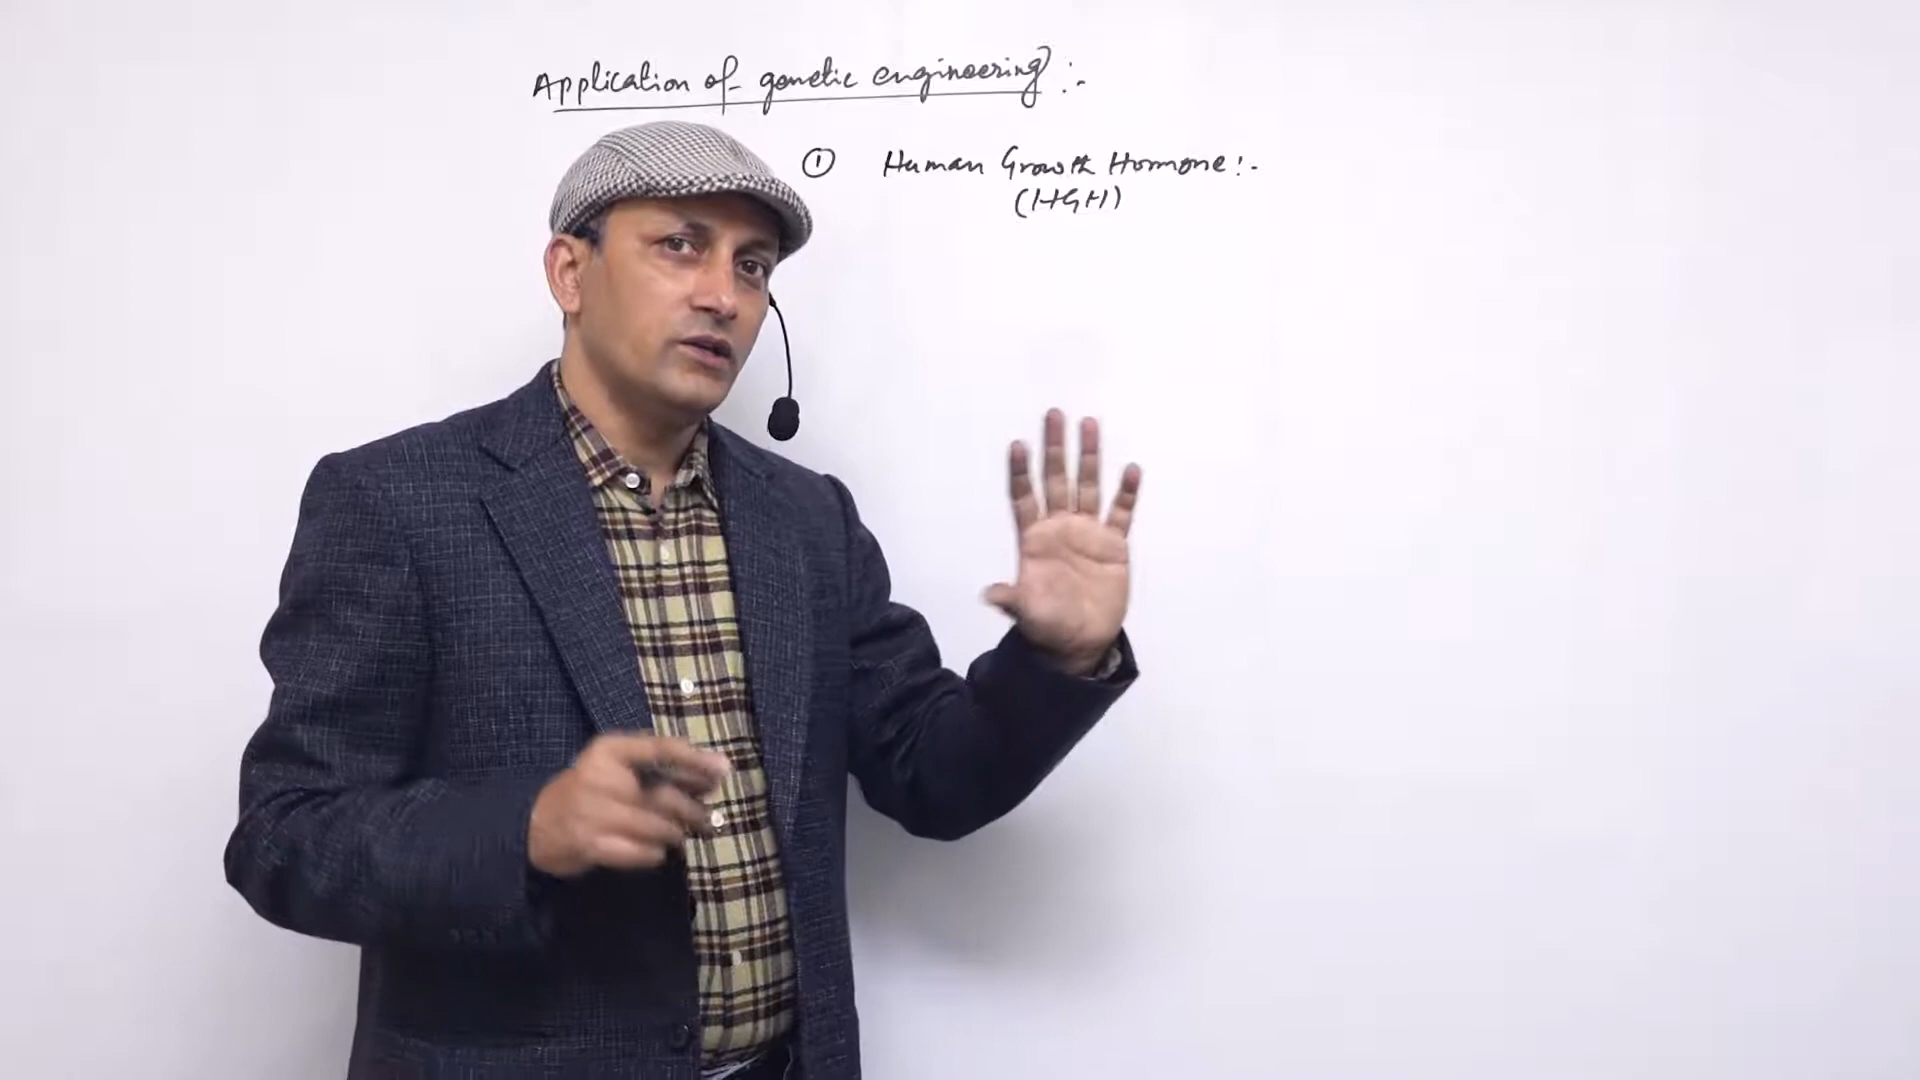 Application of genetic engineering :-
① Human Growth Hormone :-
(HGH)